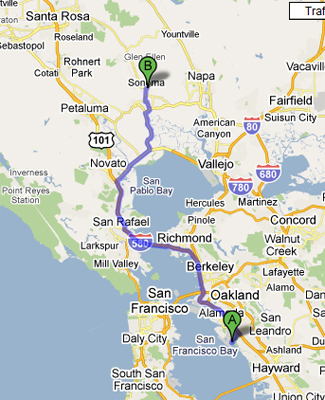 Traf
Santa Rosa
Roseland
Yountville
Sebastopol
Glen Ellen
Rohnert
Park
B
Sonoma
Napa
Vacaville
Cotati
Petaluma
Fairfield
Suisun City
American
Canyon
80
101
Novato
Vallejo
680
780
Inverness
Point Reyes
Station
San
Pablo Bay
Hercules
Martinez
San Rafael
Pinole
Concord
Larkspur
580
Richmond
Walnut
Creek
Mill Valley
Berkeley
Lafayette
San
Francisco
Oakland
Alamo
Alameda
A
San
Leandro
Daly City
San
Francisco Bay
Ashland
Hayward
South San
Francisco
Union City